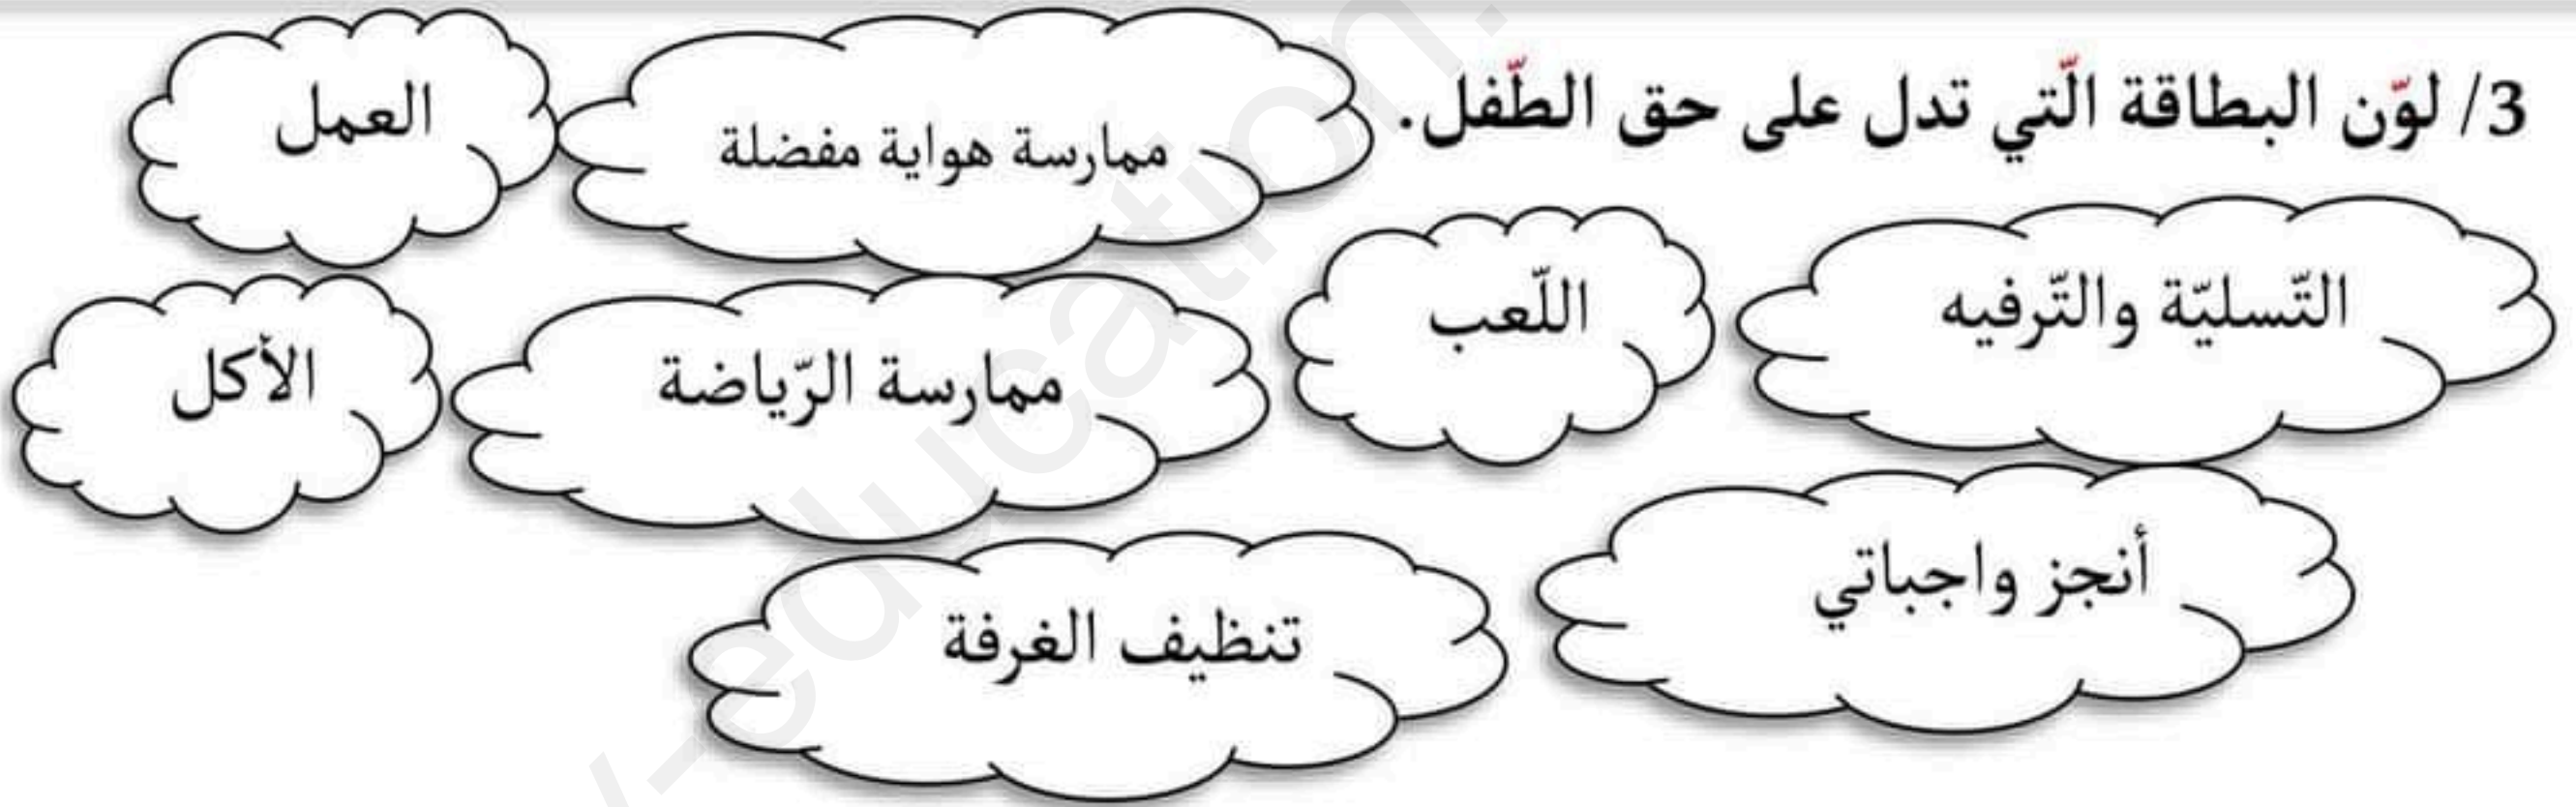 3/ لوّن البطاقة الّتي تدل على حق الطّفل.
ممارسة هواية مفضلة
العمل
التّسليّة والتّرفيه
اللّعب
ممارسة الرّياضة
الأكل
أنجز واجباتي
تنظيف الغرفة